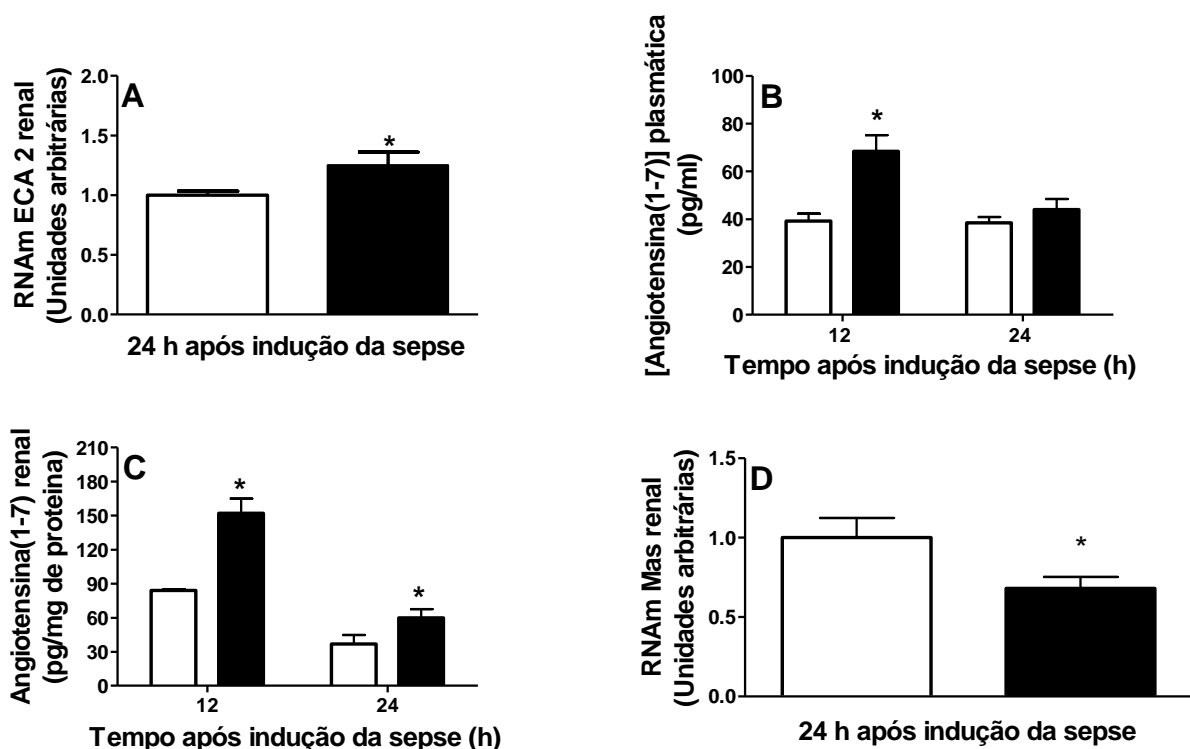 A
RNAm ECA 2 renal
(Unidades arbitrárias)
2.0
1.5
1.0
0.5
0.0
*
24 h após indução da sepse
B
[Angiotensina(1-7)] plasmática
(pg/ml)
100
80
60
40
20
0
*
12
24
Tempo após indução da sepse (h)
C
Angiotensina(1-7) renal
(pg/mg de proteina)
210
180
150
120
90
60
30
0
*
*
12
24
Tempo após indução da sepse (h)
D
RNAm Mas renal
(Unidades arbitrárias)
1.5
1.0
0.5
0.0
*
24 h após indução da sepse